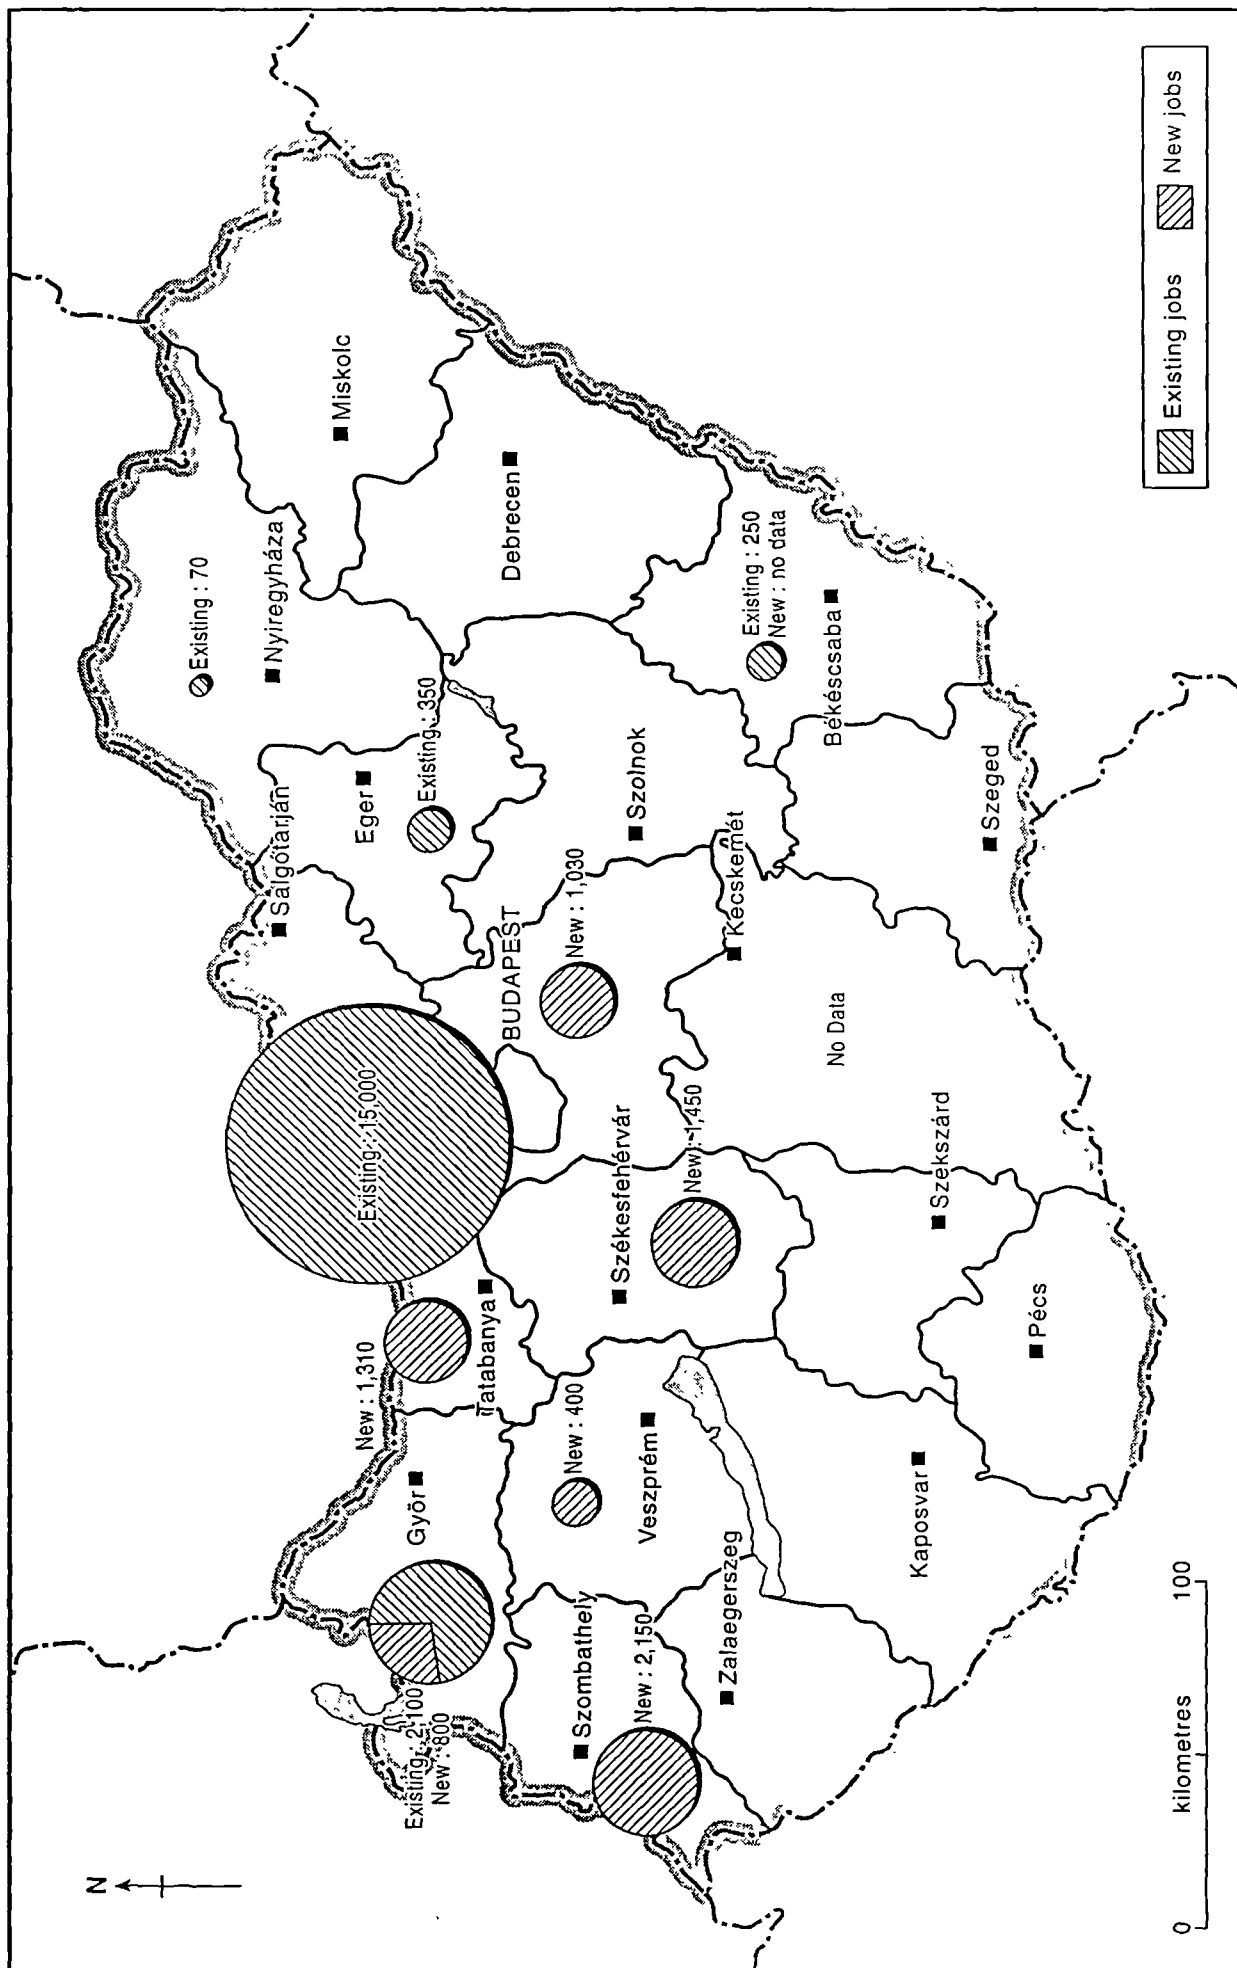 N
Miskolc
Existing : 70
Nyiregyháza
Debrecen
Existing : 350
Eger
Salgótarján
Existing : 250
New : no data
Békéscsaba
Szolnok
Szeged
Kecskemét
New : 1,030
BUDAPEST
Existing : 15,000
No Data
New : 1,450
Székesfehérvár
Szekszárd
Pécs
New : 1,310
Tatabanya
Györ
New : 400
Veszprém
Kaposvar
Existing : 2,100
New : 800
Szombathely
New : 2,150
Zalaegerszeg
0
kilometres
100
Existing jobs
New jobs